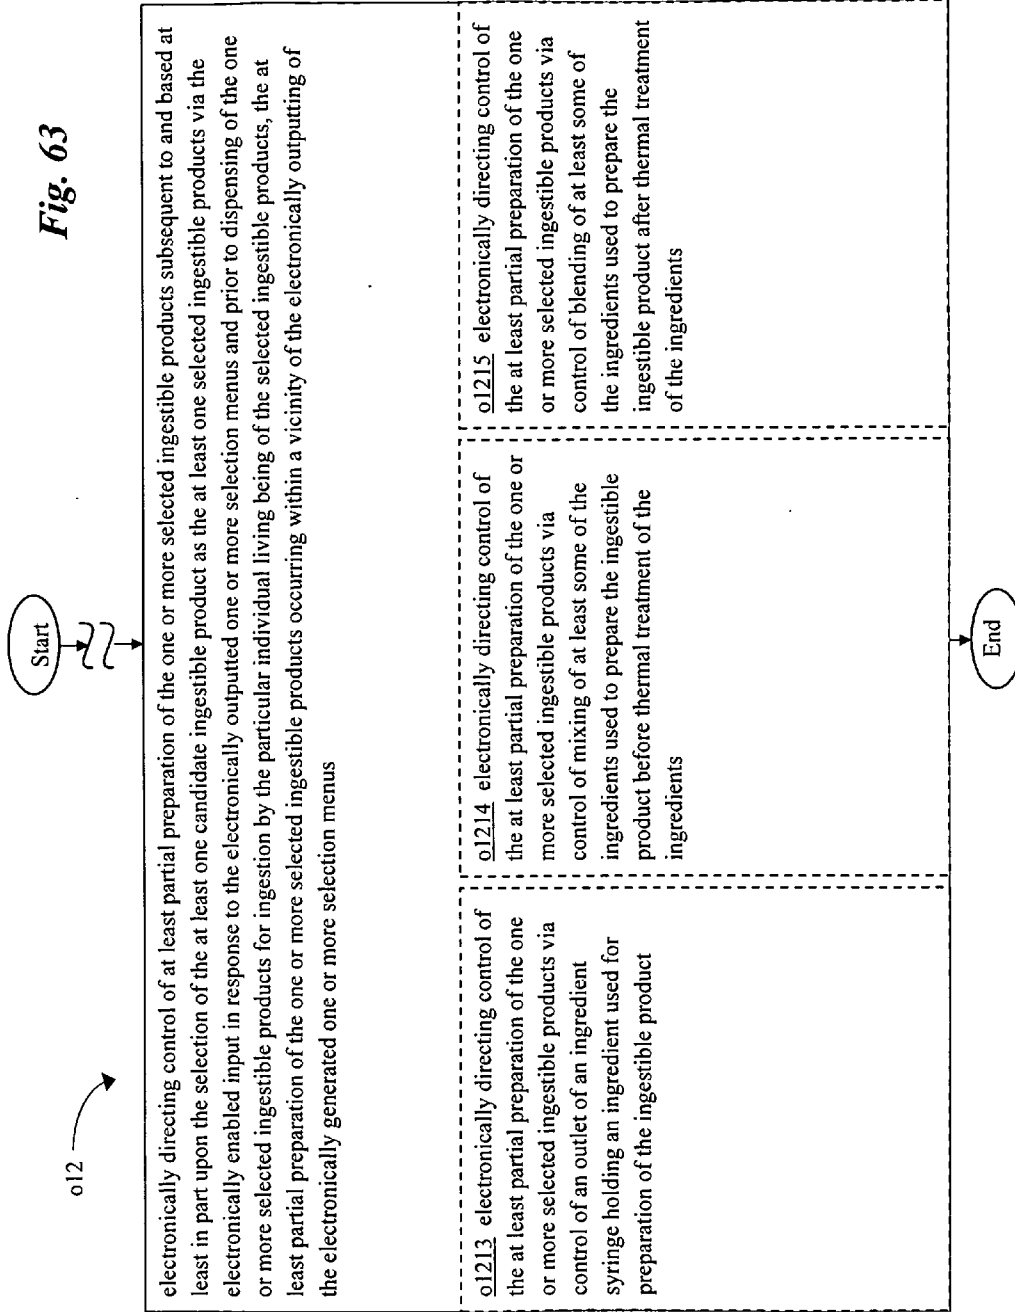 Fig. 63
Start
o12
electronically directing control of at least partial preparation of the one or more selected ingestible products subsequent to and based at
least in part upon the selection of the at least one candidate ingestible product as the at least one selected ingestible products via the
electronically enabled input in response to the electronically outputted one or more selection menus and prior to dispensing of the one
or more selected ingestible products for ingestion by the particular individual living being of the selected ingestible products, the at
least partial preparation of the one or more selected ingestible products occurring within a vicinity of the electronically outputting of
the electronically generated one or more selection menus
o1213 electronically directing control of
the at least partial preparation of the one
or more selected ingestible products via
control of an outlet of an ingredient
syringe holding an ingredient used for
preparation of the ingestible product
o1214 electronically directing control of
the at least partial preparation of the one or
more selected ingestible products via
control of mixing of at least some of the
ingredients used to prepare the ingestible
product before thermal treatment of the
ingredients
o1215 electronically directing control of
the at least partial preparation of the one
or more selected ingestible products via
control of blending of at least some of
the ingredients used to prepare the
ingestible product after thermal treatment
of the ingredients
End